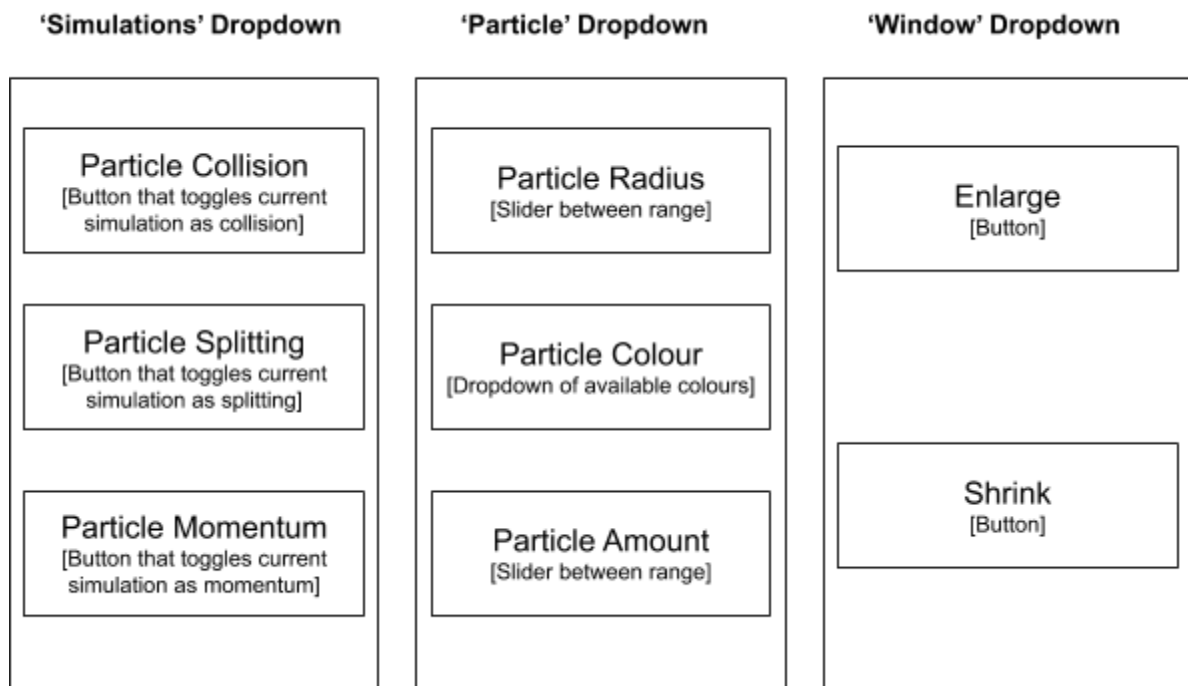 ‘Simulations’ Dropdown
Particle Collision
[Button that toggles current
simulation as collision]
Particle Splitting
[Button that toggles current
simulation as splitting]
Particle Momentum
[Button that toggles current
simulation as momentum]
‘Particle’ Dropdown
Particle Radius
[Slider between range]
Particle Colour
[Dropdown of available colours]
Particle Amount
[Slider between range]
‘Window’ Dropdown
Enlarge
[Button]
Shrink
[Button]